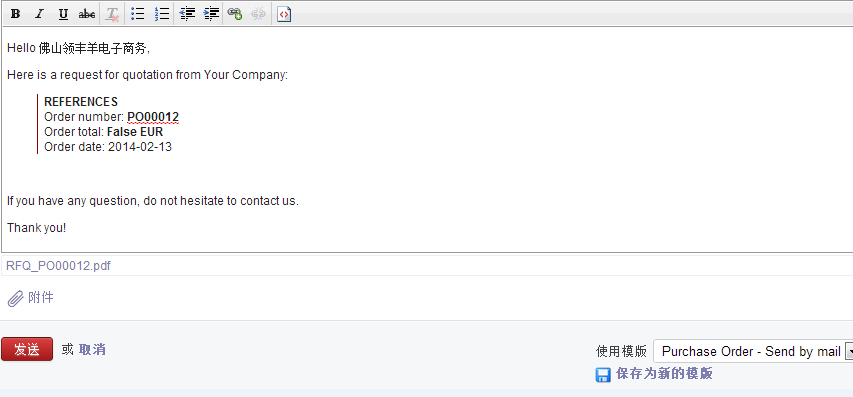 B I U abc
Hello 佛山领丰羊电子商务,
Here is a request for quotation from Your Company:
REFERENCES
Order number: PO00012
Order total: False EUR
Order date: 2014-02-13
If you have any question, do not hesitate to contact us.
Thank you!
RFQ_PO00012.pdf
附件
发送 或 取消
使用模版 Purchase Order - Send by mail
保存为新的模版